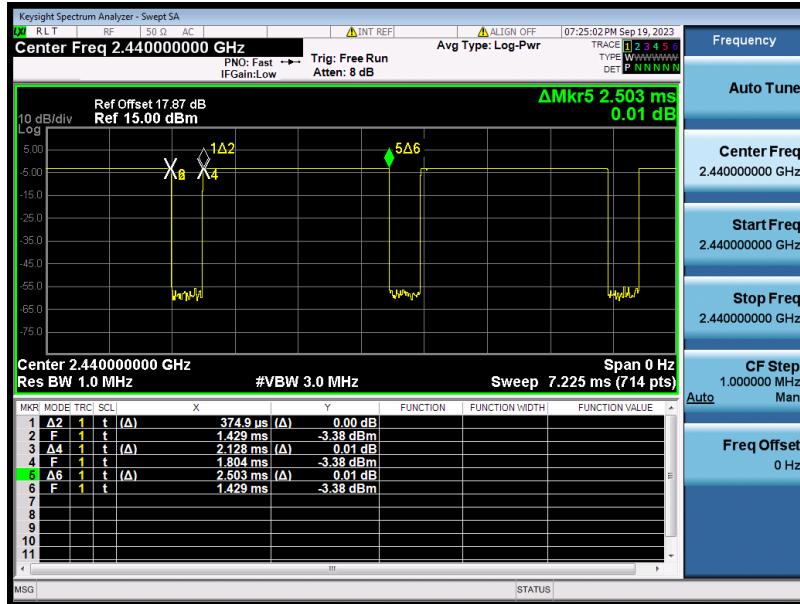 Keysight Spectrum Analyzer - Swept SA
LXI R L T RF 50 Ω AC INT REF ALIGN OFF 07:25:02 PM Sep 19, 2023
Center Freq 2.440000000 GHz Avg Type: Log-Pwr TRACE 1 2 3 4 5 6
PNO: Fast Trig: Free Run TYPE WWWWWWW
IFGain:Low Atten: 8 dB DET P N N N N N
ΔMkr5 2.503 ms
0.01 dB
Ref Offset 17.87 dB
10 dB/div Ref 15.00 dBm
Log
5.00
-5.00
-15.0
-25.0
-35.0
-45.0
-55.0
-65.0
-75.0
1Δ2
4
5Δ6
Center 2.440000000 GHz Span 0 Hz
Res BW 1.0 MHz #VBW 3.0 MHz Sweep 7.225 ms (714 pts)
MKR MODE TRC SCL X Y FUNCTION FUNCTION WIDTH FUNCTION VALUE
1 Δ2 1 t (Δ) 374.9 µs (Δ) 0.00 dB
2 F 1 t 1.429 ms -3.38 dBm
3 Δ4 1 t (Δ) 2.128 ms (Δ) 0.01 dB
4 F 1 t 1.804 ms -3.38 dBm
5 Δ6 1 t (Δ) 2.503 ms (Δ) 0.01 dB
6 F 1 t 1.429 ms -3.38 dBm
7
8
9
10
11
MSG STATUS
Frequency
Auto Tune
Center Freq
2.440000000 GHz
Start Freq
2.440000000 GHz
Stop Freq
2.440000000 GHz
CF Step
1.000000 MHz
Auto Man
Freq Offset
0 Hz